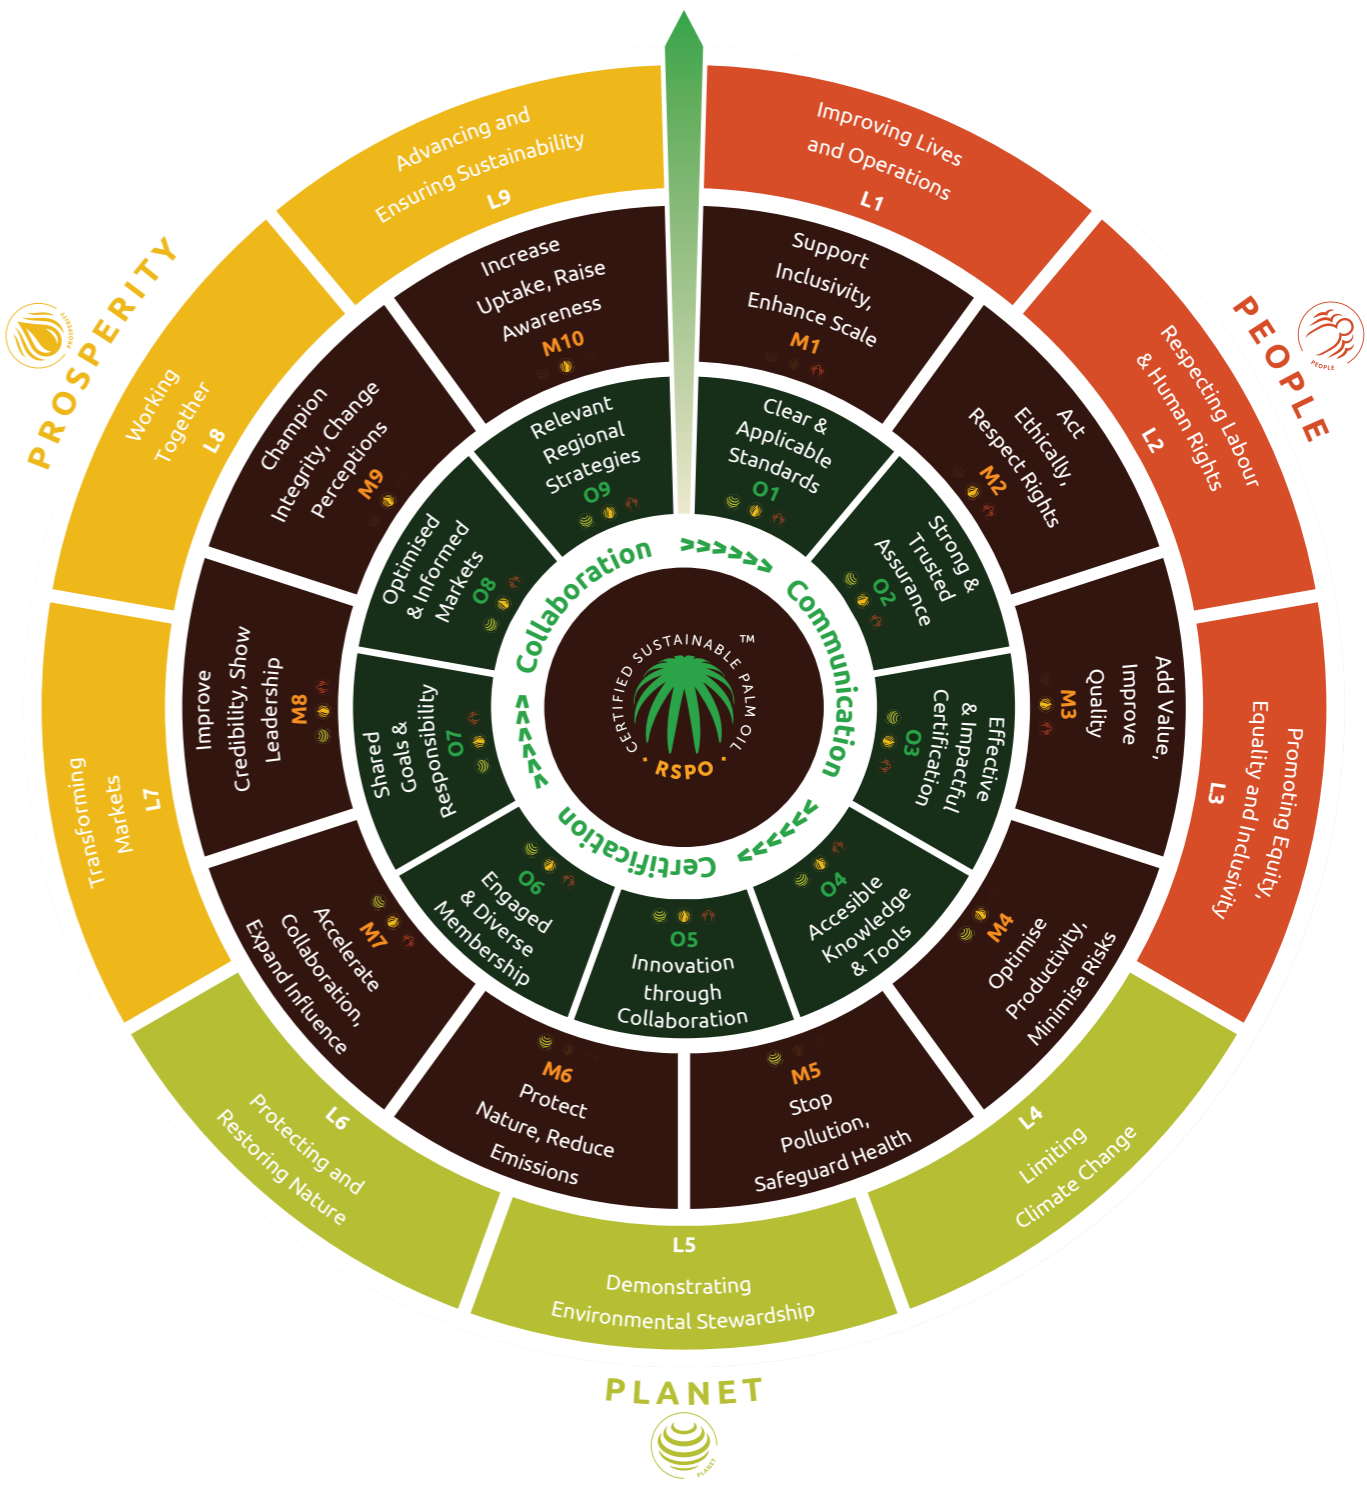 PEOPLE
PEOPLE
Improving Lives
and Operations
L1
Respecting Labour
& Human Rights
L2
Promoting Equity,
Equality and Inclusivity
L3
PLANET
PLANET
L4
Limiting
Climate Change
L5
Demonstrating
Environmental Stewardship
L6
Protecting and
Restoring Nature
PROSPERITY
PROSPERITY
Transforming
Markets
L7
Working
Together
L8
Advancing and
Ensuring Sustainability
L9
Support
Inclusivity,
Enhance Scale
M1
Act
Ethically,
Respect Rights
M2
Add Value,
Improve
Quality
M3
M4
Optimise
Productivity,
Minimise Risks
M5
Stop
Pollution,
Safeguard Health
M6
Protect
Nature, Reduce
Emissions
M7
Accelerate
Collaboration,
Expand Influence
Improve
Credibility, Show
Leadership
M8
Champion
Integrity, Change
Perceptions
M9
Increase
Uptake, Raise
Awareness
M10
Clear &
Applicable
Standards
O1
Strong &
Trusted
Assurance
O2
Effective
& Impactful
Certification
O3
O4
Accesible
Knowledge
& Tools
O5
Innovation
through
Collaboration
O6
Engaged
& Diverse
Membership
Shared
Goals &
Responsibility
O7
Optimised
& Informed
Markets
O8
Relevant
Regional
Strategies
O9
Collaboration >>>>>>
Communication >>>>>>
Certification >>>>>>
CERTIFIED SUSTAINABLE PALM OIL
TM
· RSPO ·